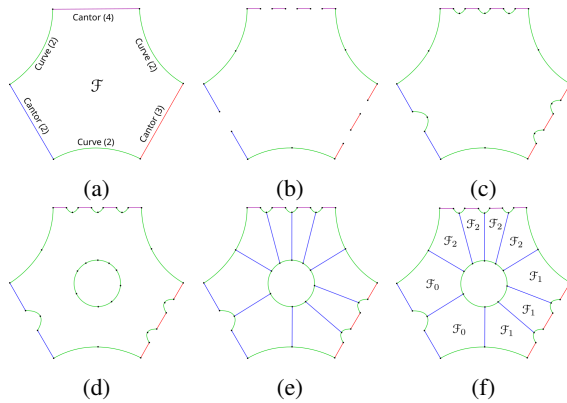 Cantor (4)
Curve (2)
Curve (2)
ℱ
Cantor (2)
Cantor (3)
Curve (2)
(a)
(b)
(c)
ℱ₂
ℱ₂
ℱ₂
ℱ₂
ℱ₀
ℱ₁
ℱ₁
ℱ₀
ℱ₁
(d)
(e)
(f)